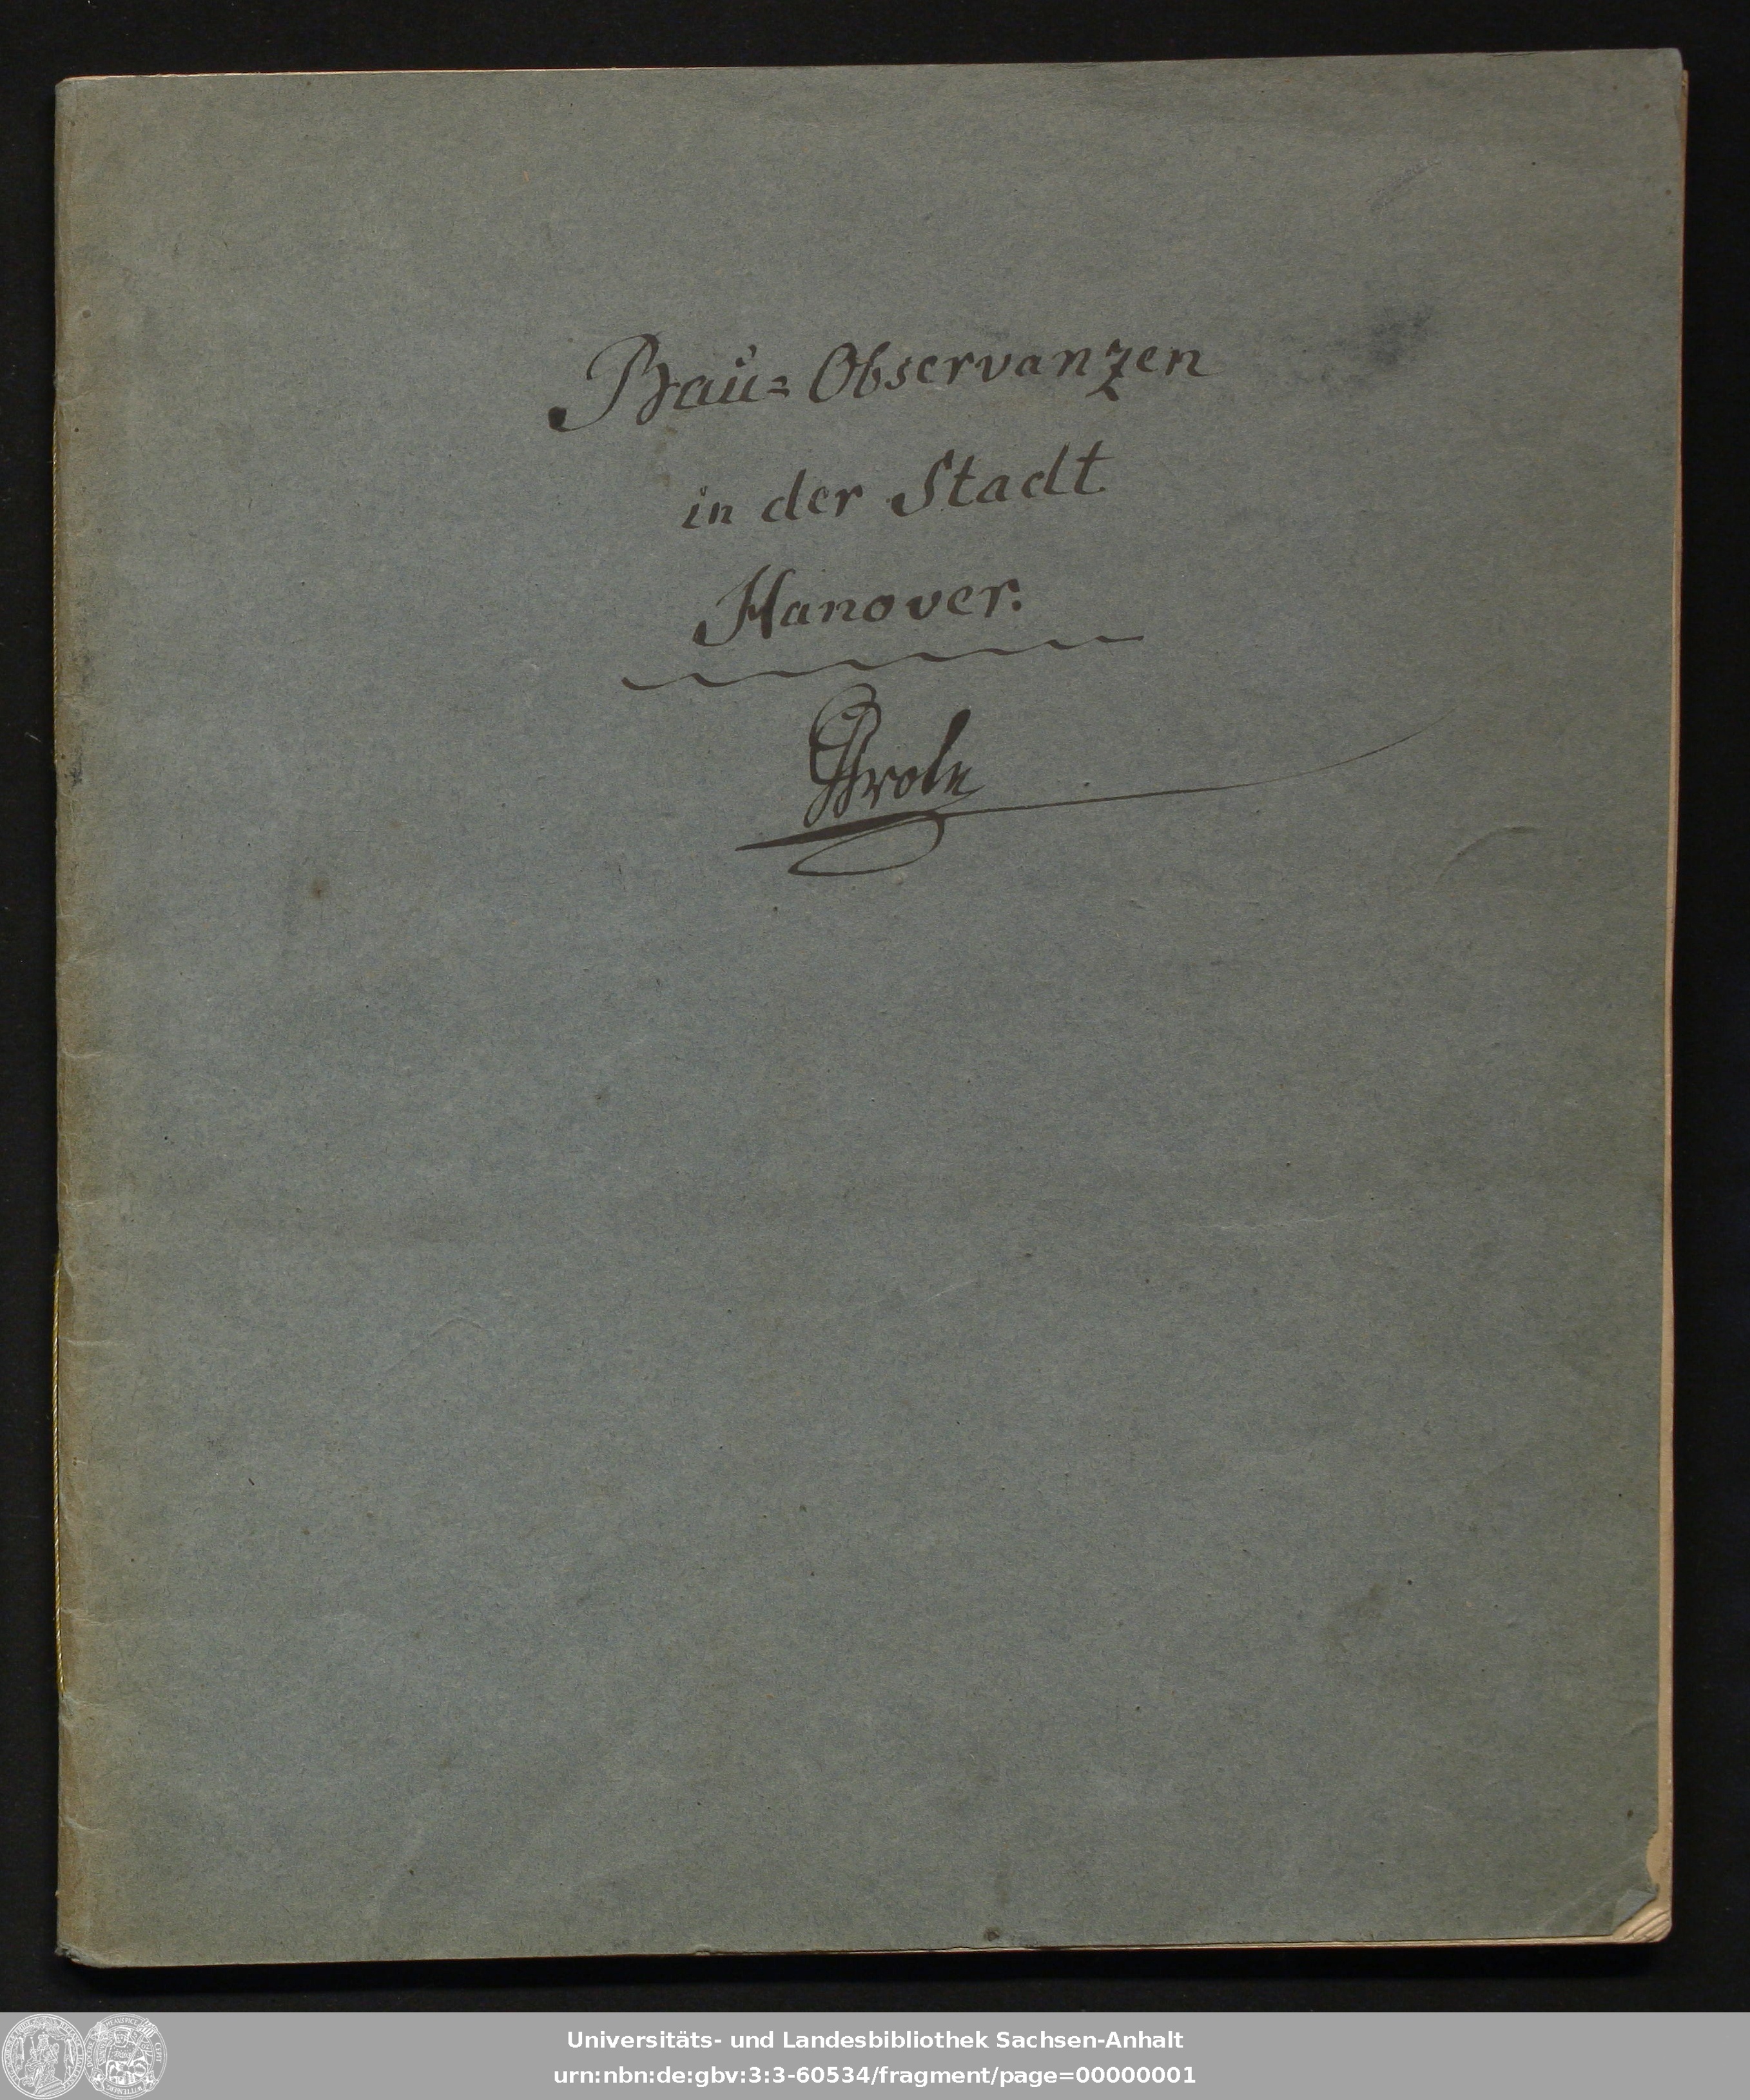 Baŭ= Observanzen
in der Stadt
Hanover.
Universitäts- und Landesbibliothek Sachsen-Anhalt
urn:nbn:de:gbv:3:3-60534/fragment/page=00000001